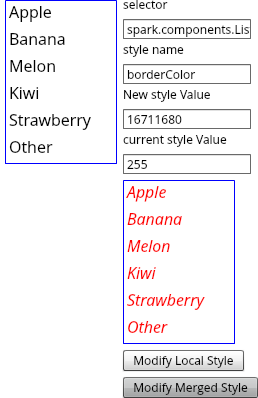 Apple
Banana
Melon
Kiwi
Strawberry
Other
selector
spark.components.Lis
style name
borderColor
New style Value
16711680
current style Value
255
Apple
Banana
Melon
Kiwi
Strawberry
Other
Modify Local Style
Modify Merged Style